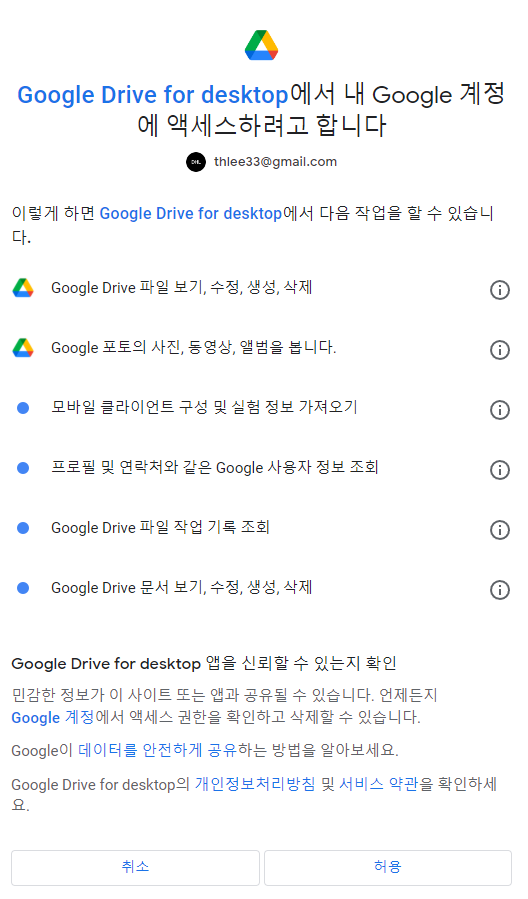 Google Drive for desktop에서 내 Google 계정
에 액세스하려고 합니다
DHL thlee33@gmail.com
이렇게 하면 Google Drive for desktop에서 다음 작업을 할 수 있습니
다.
Google Drive 파일 보기, 수정, 생성, 삭제
Google 포토의 사진, 동영상, 앨범을 봅니다.
모바일 클라이언트 구성 및 실험 정보 가져오기
프로필 및 연락처와 같은 Google 사용자 정보 조회
Google Drive 파일 작업 기록 조회
Google Drive 문서 보기, 수정, 생성, 삭제
Google Drive for desktop 앱을 신뢰할 수 있는지 확인
민감한 정보가 이 사이트 또는 앱과 공유될 수 있습니다. 언제든지
Google 계정에서 액세스 권한을 확인하고 삭제할 수 있습니다.
Google이 데이터를 안전하게 공유하는 방법을 알아보세요.
Google Drive for desktop의 개인정보처리방침 및 서비스 약관을 확인하세
요.
취소 허용